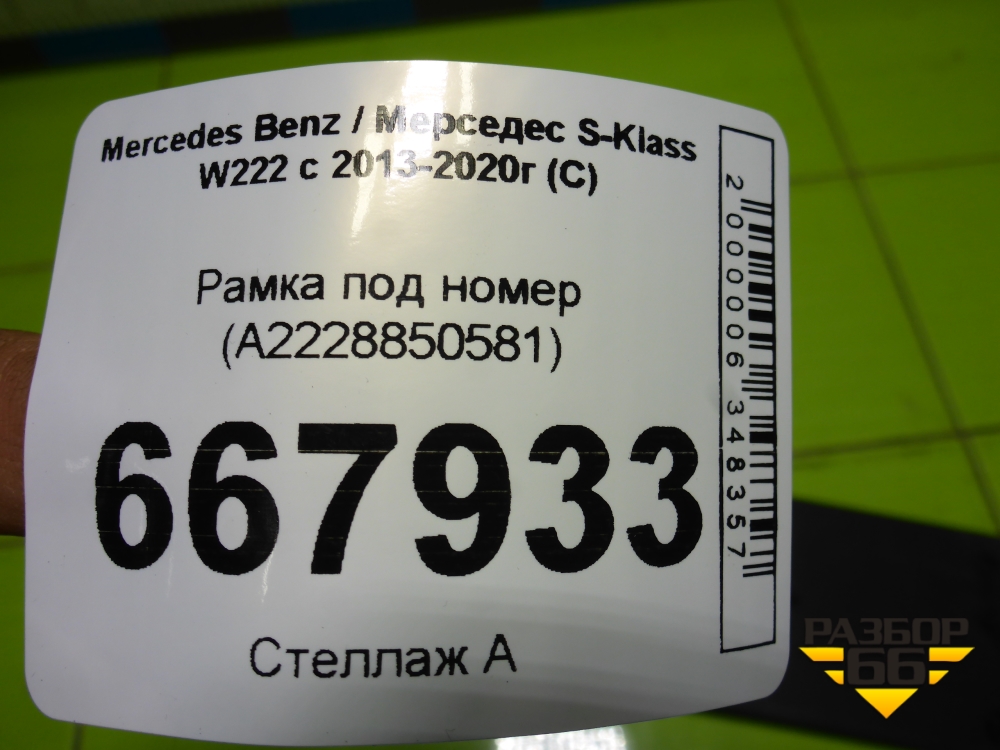 Mercedes Benz / Мерседес S-Klass
W222 с 2013-2020г (С)
Рамка под номер
(A2228850581)
667933
Стеллаж А
2000006348357
РАЗБОР
66